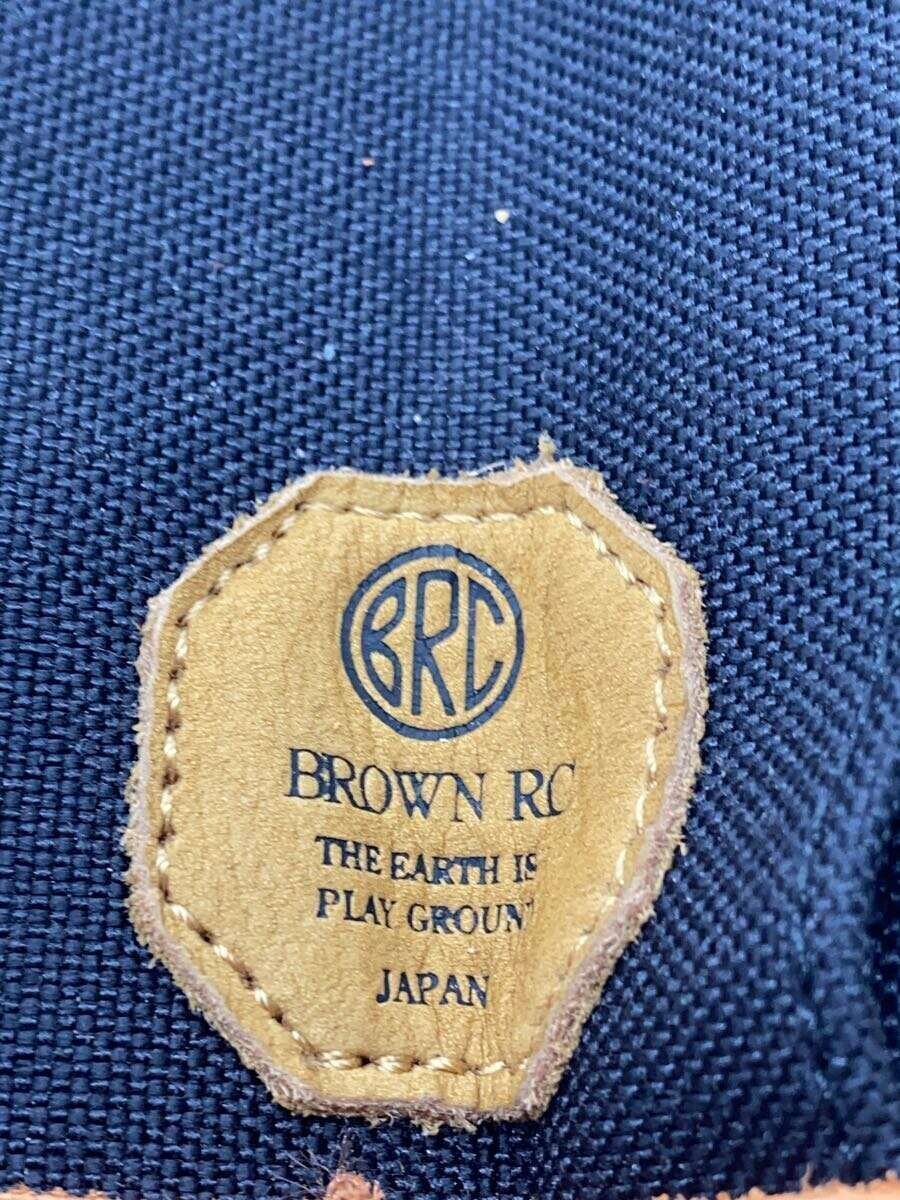 BRC
BROWN RC
THE EARTH IS
PLAY GROUN
JAPAN